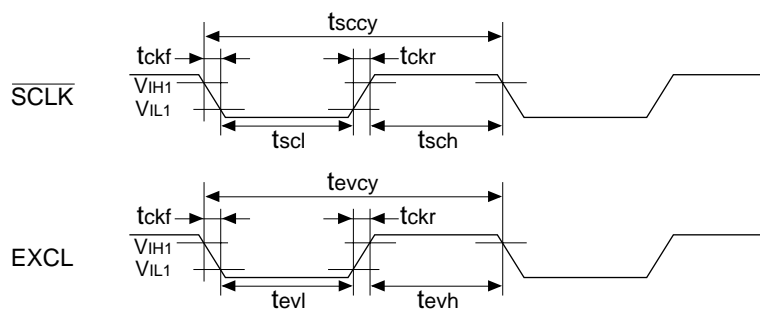 tsccy
tckf tckr
SCLK
VIH1
VIL1
tscl tsch
tevcy
tckf tckr
EXCL
VIH1
VIL1
tevl tevh